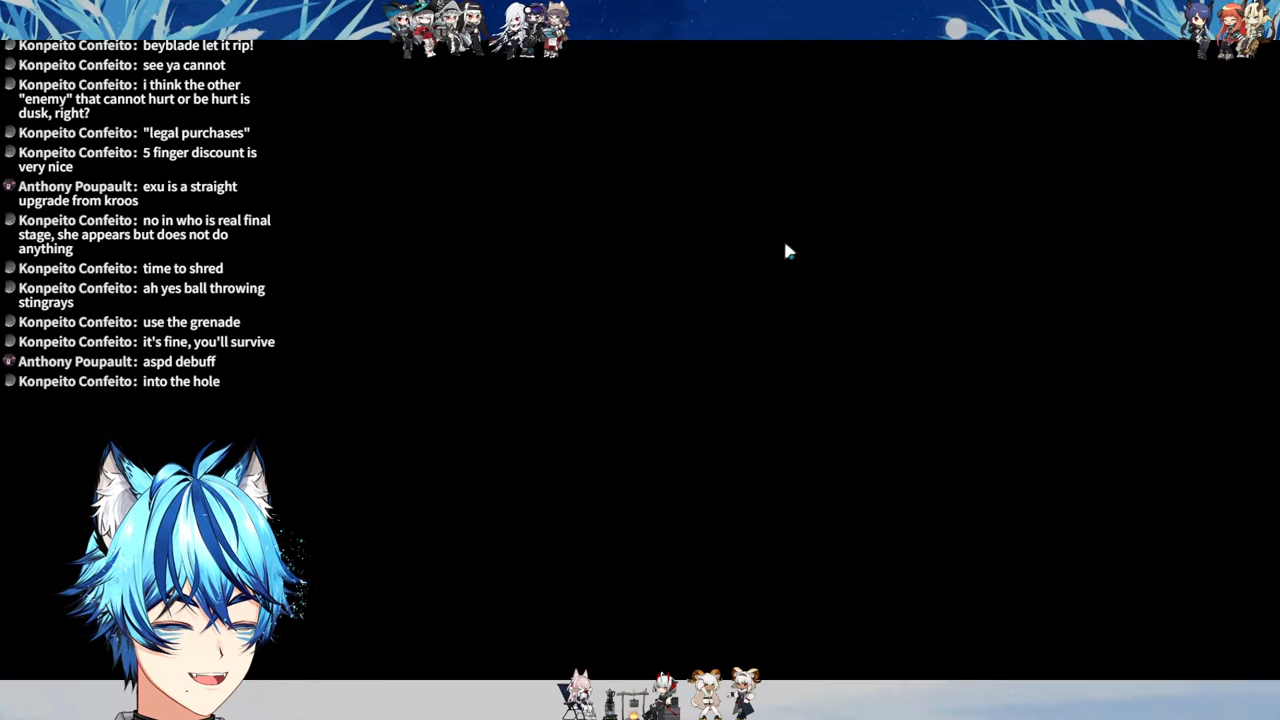 Konpeito Confeito: beyblade let it rip!
Konpeito Confeito: see ya cannot
Konpeito Confeito: i think the other
"enemy" that cannot hurt or be hurt is
dusk, right?
Konpeito Confeito: "legal purchases"
Konpeito Confeito: 5 finger discount is
very nice
Anthony Poupault: exu is a straight
upgrade from kroos
Konpeito Confeito: no in who is real final
stage, she appears but does not do
anything
Konpeito Confeito: time to shred
Konpeito Confeito: ah yes ball throwing
stingrays
Konpeito Confeito: use the grenade
Konpeito Confeito: it's fine, you'll survive
Anthony Poupault: aspd debuff
Konpeito Confeito: into the hole